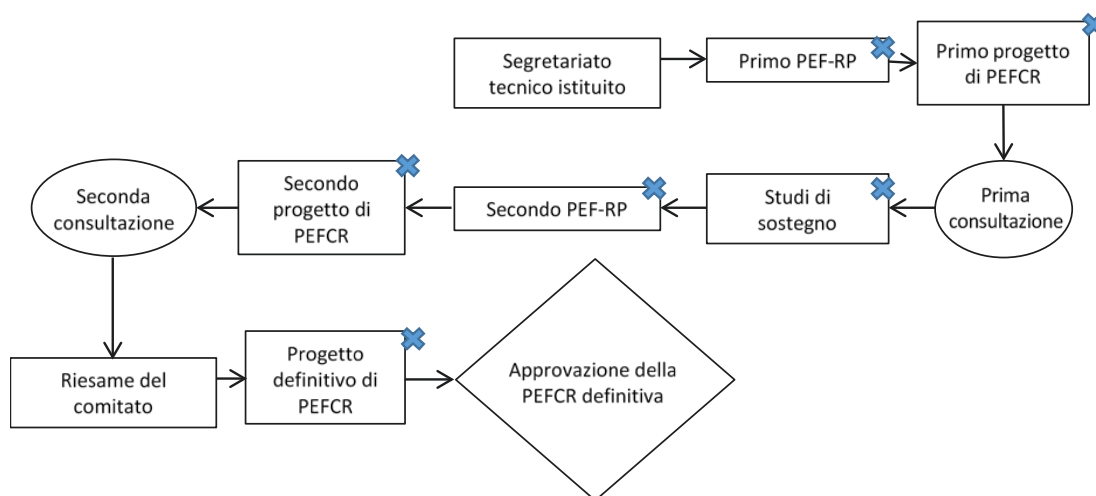 Segretariato
tecnico istituito
Primo PEF-RP
Primo progetto
di PEFCR
Prima
consultazione
Studi di
sostegno
Secondo PEF-RP
Secondo
progetto di
PEFCR
Seconda
consultazione
Riesame del
comitato
Progetto
definitivo di
PEFCR
Approvazione della
PEFCR definitiva